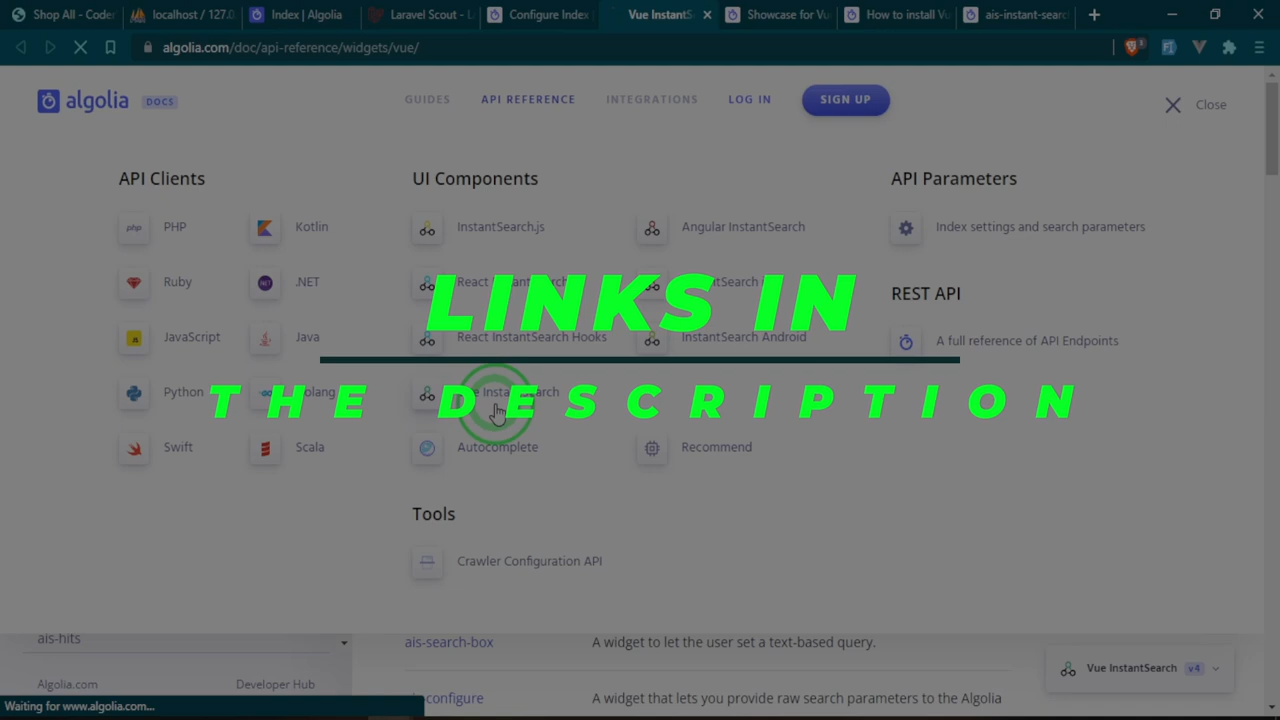 Shop All - Coder
localhost / 127.0.
Index | Algolia
Laravel Scout - L
Configure Index
Vue InstantS
Showcase for Vu
How to install Vu
ais-instant-searc
algolia.com/doc/api-reference/widgets/vue/
algolia DOCS
GUIDES
API REFERENCE
INTEGRATIONS
LOG IN
SIGN UP
Close
API Clients
UI Components
API Parameters
php PHP
Kotlin
InstantSearch.js
Angular InstantSearch
Index settings and search parameters
Ruby
.NET
REST API
LINKS IN
JavaScript
Java
React InstantSearch Hooks
InstantSearch Android
A full reference of API Endpoints
Python
THE DESCRIPTION
Swift
Scala
Autocomplete
Recommend
Tools
Crawler Configuration API
ais-hits
ais-search-box
A widget to let the user set a text-based query.
Vue InstantSearch v4
Algolia.com
Developer Hub
-configure
A widget that lets you provide raw search parameters to the Algolia
Waiting for www.algolia.com...